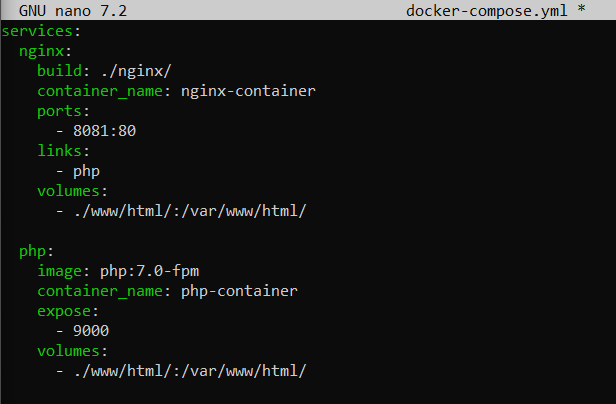 GNU nano 7.2 docker-compose.yml *
services:
  nginx:
    build: ./nginx/
    container_name: nginx-container
    ports:
      - 8081:80
    links:
      - php
    volumes:
      - ./www/html/:/var/www/html/

  php:
    image: php:7.0-fpm
    container_name: php-container
    expose:
      - 9000
    volumes:
      - ./www/html/:/var/www/html/